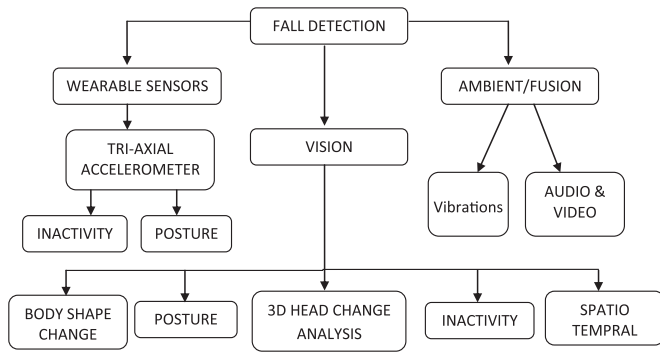 FALL DETECTION
WEARABLE SENSORS
AMBIENT/FUSION
TRI-AXIAL
ACCELEROMETER
VISION
Vibrations
AUDIO &
VIDEO
INACTIVITY
POSTURE
BODY SHAPE
CHANGE
POSTURE
3D HEAD CHANGE
ANALYSIS
INACTIVITY
SPATIO
TEMPRAL